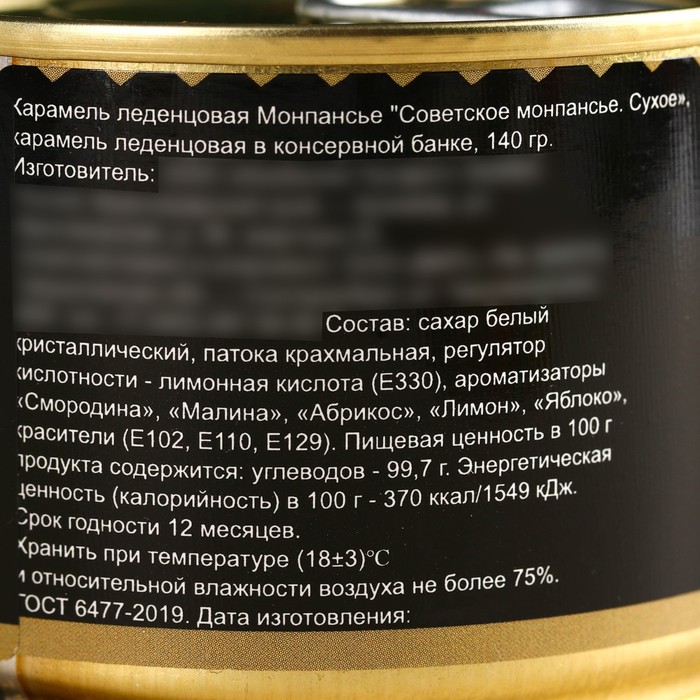 Карамель леденцовая Монпансье "Советское монпансье. Сухое»,
карамель леденцовая в консервной банке, 140 гр.
Изготовитель:
Состав: сахар белый
кристаллический, патока крахмальная, регулятор
кислотности - лимонная кислота (Е330), ароматизаторы
«Смородина», «Малина», «Абрикос», «Лимон», «Яблоко»,
красители (Е102, Е110, Е129). Пищевая ценность в 100 г
продукта содержится: углеводов - 99,7 г. Энергетическая
ценность (калорийность) в 100 г - 370 ккал/1549 кДж.
Срок годности 12 месяцев.
Хранить при температуре (18±3)°С
и относительной влажности воздуха не более 75%.
ГОСТ 6477-2019. Дата изготовления: